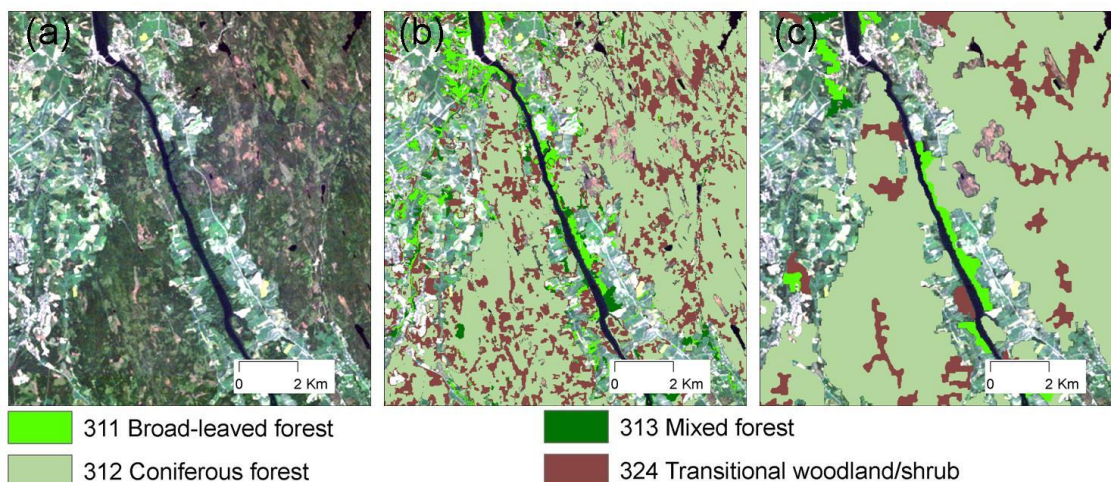 (a) (b) (c)
0 2 Km 0 2 Km 0 2 Km
311 Broad-leaved forest 313 Mixed forest
312 Coniferous forest 324 Transitional woodland/shrub